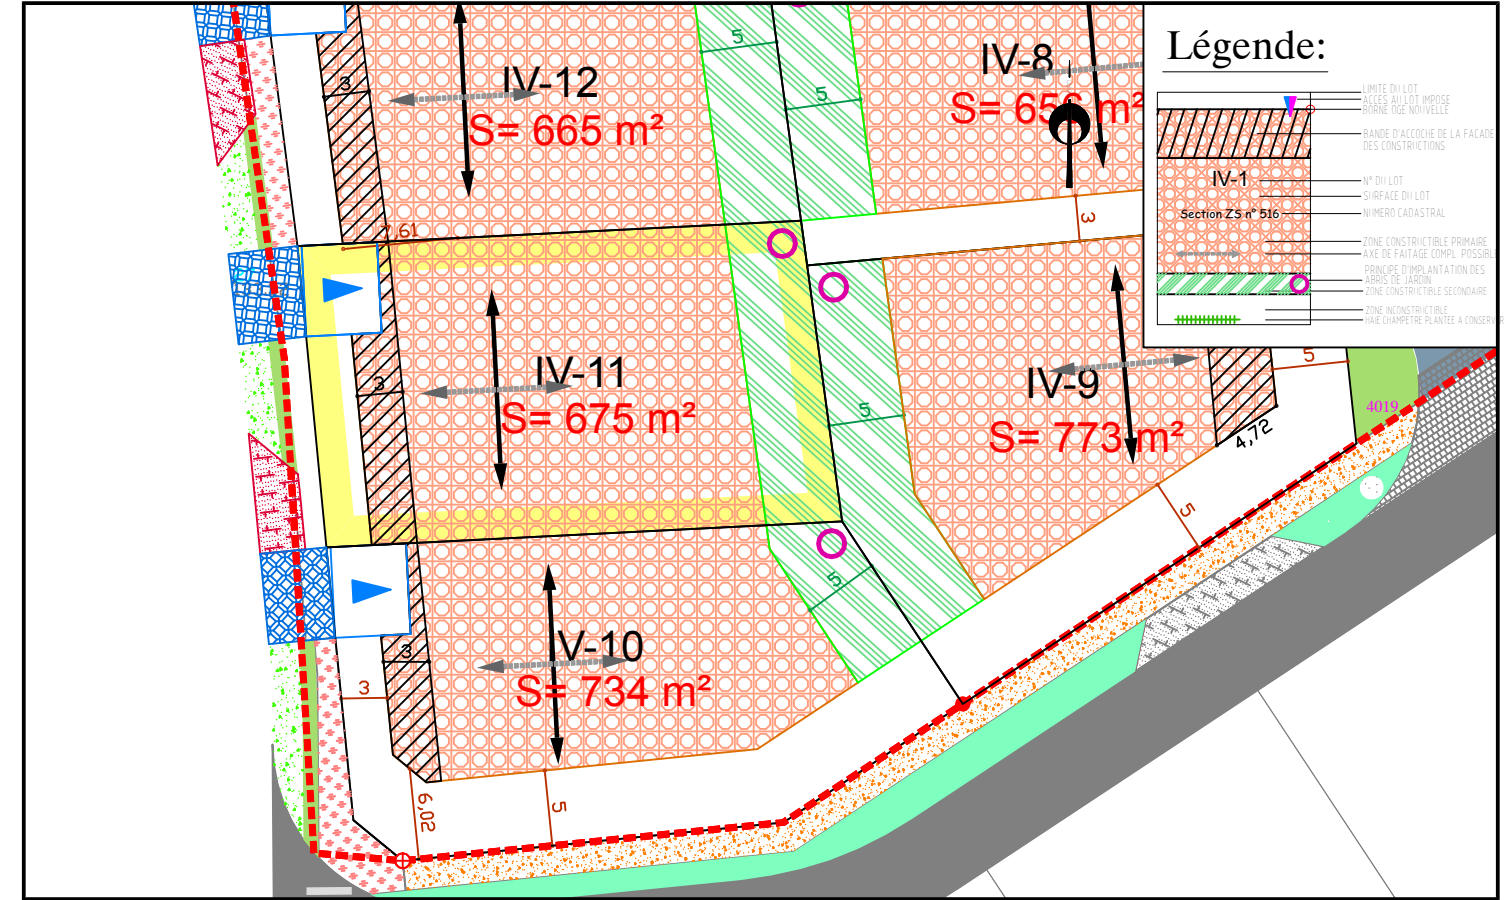 IV-12
S= 665 m²
3
5
5
IV-8
S= 656 m²
7,61
3
IV-11
S= 675 m²
3
5
IV-9
S= 773 m²
5
4019
4,72
5
V-10
S= 734 m²
3
3
5
6,02
5
Légende:
LIMITE DU LOT
ACCES AU LOT IMPOSE
BORNE OGE NOUVELLE
BANDE D'ACCOCHE DE LA FACADE
DES CONSTRUCTIONS
IV-1
N° DU LOT
SURFACE DU LOT
Section ZS n° 516
NUMERO CADASTRAL
ZONE CONSTRUCTIBLE PRIMAIRE
AXE DE FAITAGE COMPL. POSSIBLE
PRINCIPE D'IMPLANTATION DES
ABRIS DE JARDIN
ZONE CONSTRUCTIBLE SECONDAIRE
ZONE INCONSTRUCTIBLE
HAIE CHAMPETRE PLANTEE A CONSERVER